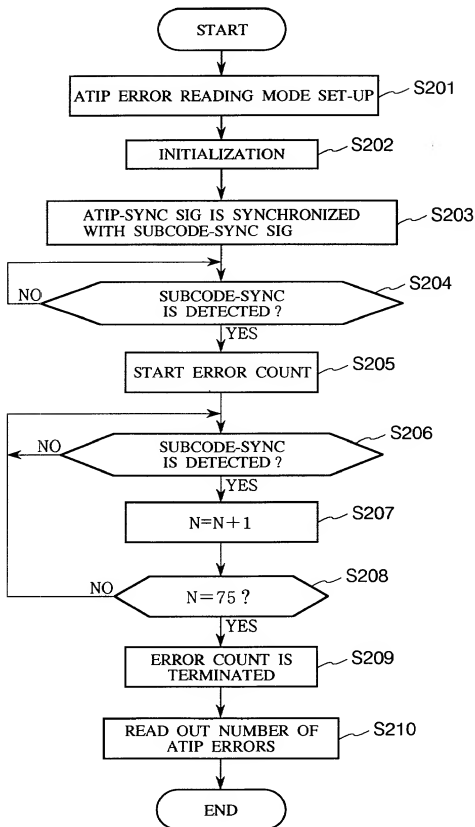 START
ATIP ERROR READING MODE SET-UP
S201
INITIALIZATION
S202
ATIP-SYNC SIG IS SYNCHRONIZED
WITH SUBCODE-SYNC SIG
S203
SUBCODE-SYNC
IS DETECTED?
S204
NO
YES
START ERROR COUNT
S205
SUBCODE-SYNC
IS DETECTED?
S206
NO
YES
N=N+1
S207
N=75?
S208
NO
YES
ERROR COUNT IS
TERMINATED
S209
READ OUT NUMBER OF
ATIP ERRORS
S210
END